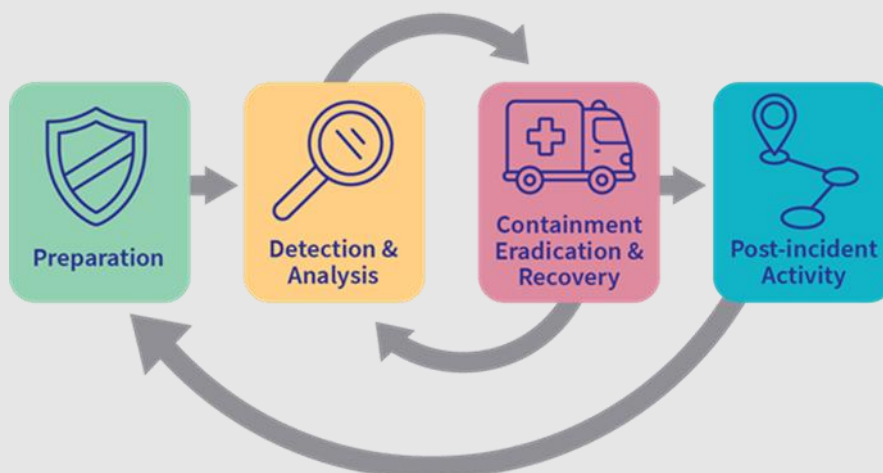 Preparation
Detection &
Analysis
Containment
Eradication &
Recovery
Post-incident
Activity